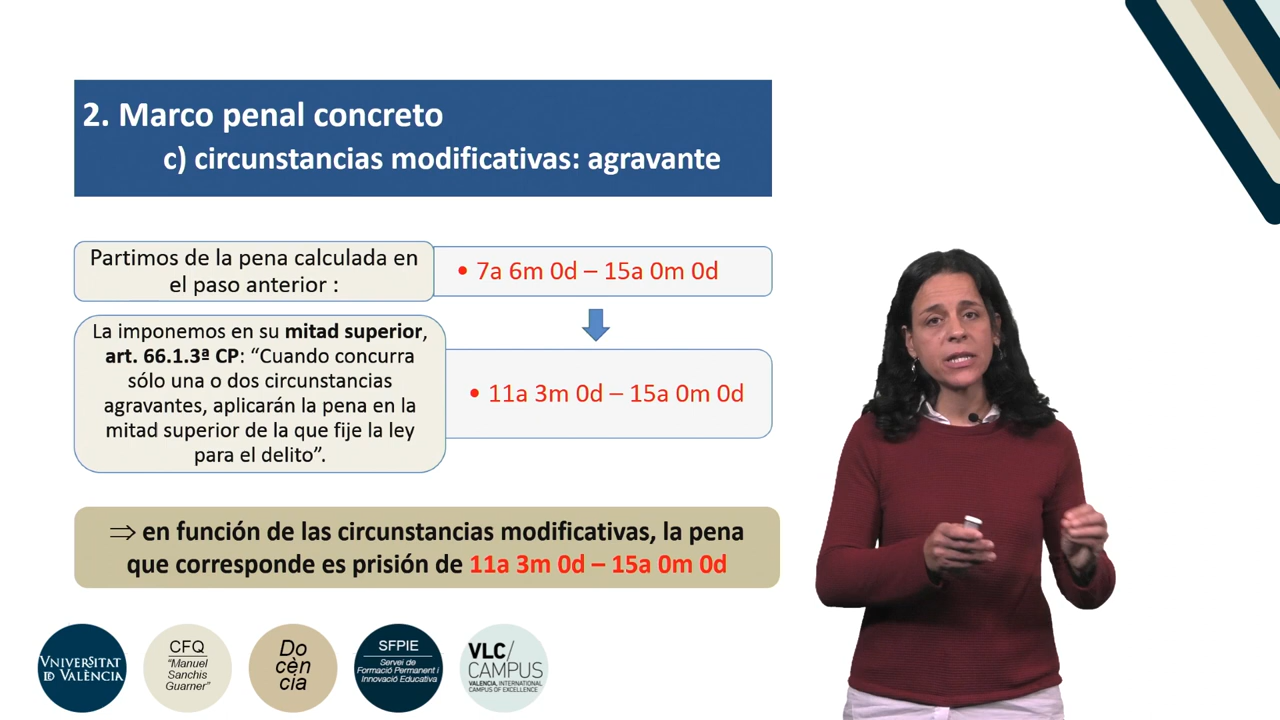 2. Marco penal concreto
c) circunstancias modificativas: agravante
Partimos de la pena calculada en
el paso anterior :
• 7a 6m 0d – 15a 0m 0d
La imponemos en su mitad superior,
art. 66.1.3ª CP: “Cuando concurra
sólo una o dos circunstancias
agravantes, aplicarán la pena en la
mitad superior de la que fije la ley
para el delito”.
• 11a 3m 0d – 15a 0m 0d
⇒ en función de las circunstancias modificativas, la pena
que corresponde es prisión de 11a 3m 0d – 15a 0m 0d
VNIVERSITAT
ID VALÈNCIA
CFQ
“Manuel
Sanchis
Guarner”
Do
cèn
cia
SFPIE
Servei de
Formació Permanent i
Innovació Educativa
VLC/
CAMPUS
VALENCIA, INTERNATIONAL
CAMPUS OF EXCELLENCE